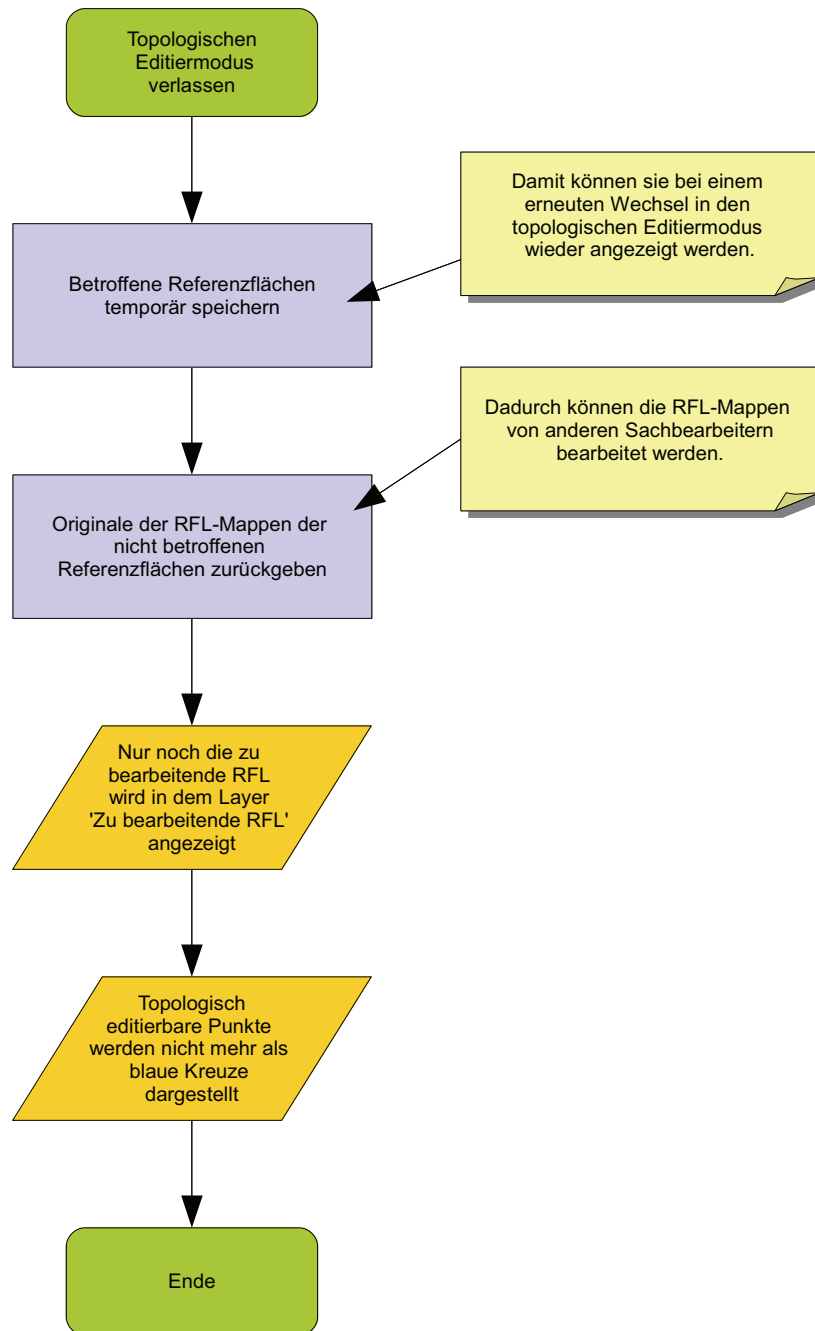 Topologischen
Editiermodus
verlassen
Damit können sie bei einem
erneuten Wechsel in den
topologischen Editiermodus
wieder angezeigt werden.
Betroffene Referenzflächen
temporär speichern
Dadurch können die RFL-Mappen
von anderen Sachbearbeitern
bearbeitet werden.
Originale der RFL-Mappen der
nicht betroffenen
Referenzflächen zurückgeben
Nur noch die zu
bearbeitende RFL
wird in dem Layer
'Zu bearbeitende RFL'
angezeigt
Topologisch
editierbare Punkte
werden nicht mehr als
blaue Kreuze
dargestellt
Ende